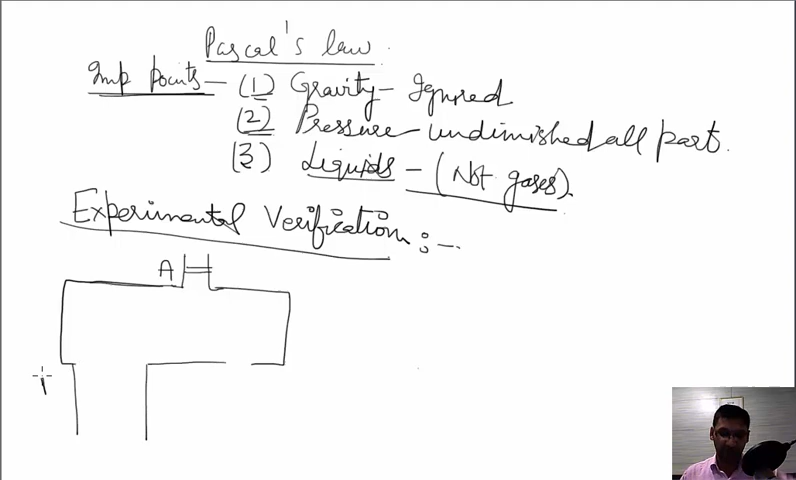 Pascal's law.
Imp points - (1) Gravity - Ignored
(2) Pressure - undiminished all part.
(3) Liquids - (Not gases).
Experimental Verification :-
A